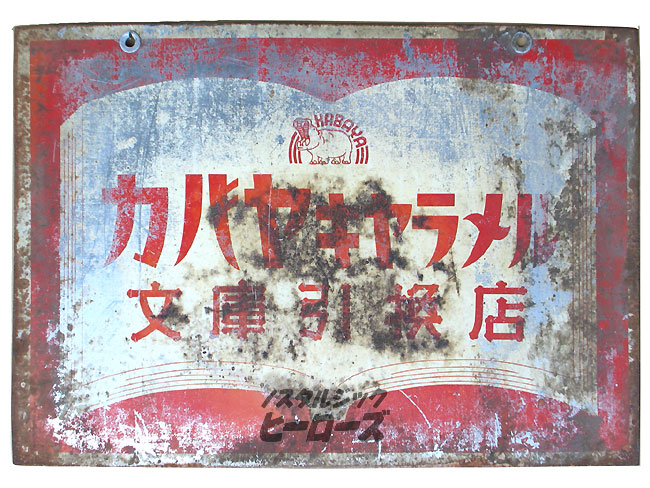 KABAYA
カバヤキャラメル
文庫引換店
ノスタルジック
ヒーローズ